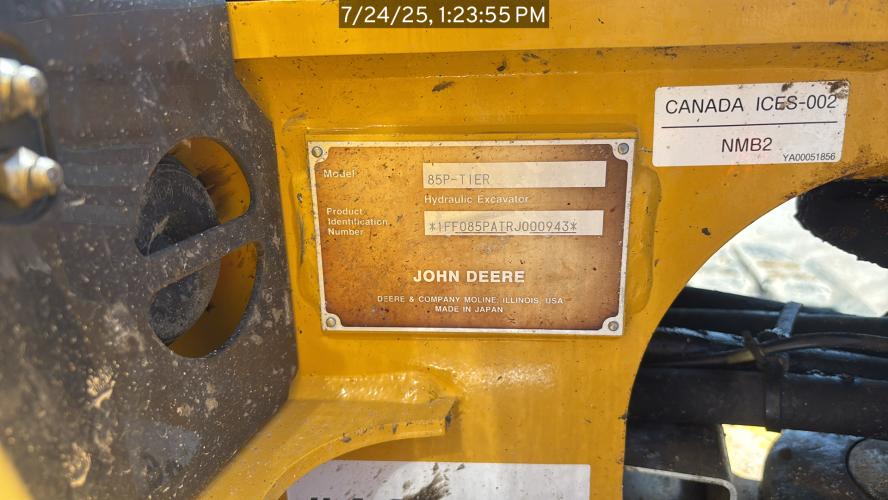 7/24/25, 1:23:55 PM
CANADA ICES-002
NMB2
YA00051856
Model
85P-TIER
Hydraulic Excavator
Product
Identification
Number
*1FF085PATRJ000943*
JOHN DEERE
DEERE & COMPANY MOLINE, ILLINOIS, USA
MADE IN JAPAN